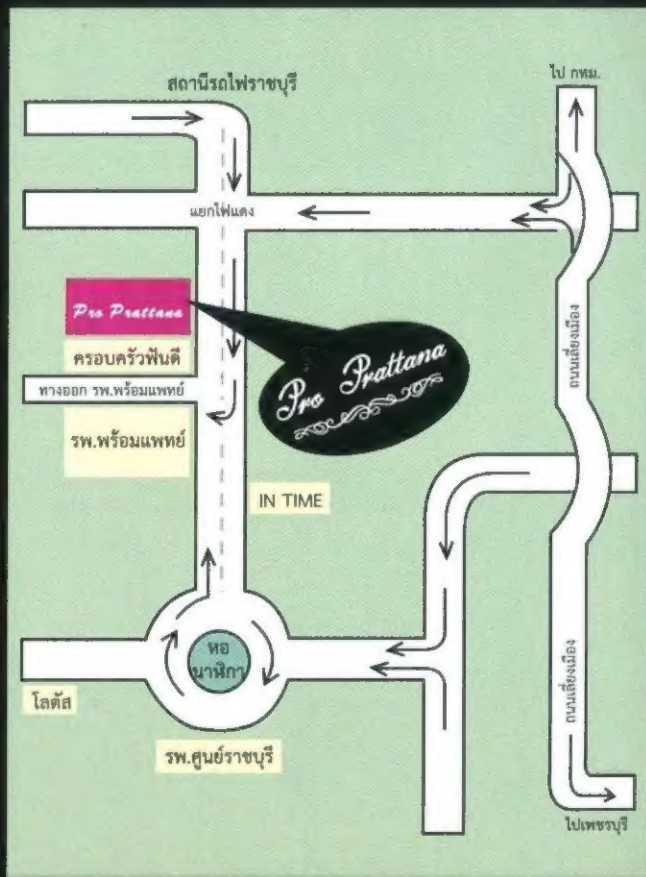 สถานีรถไฟราชบุรี
ไป กทม.
แยกไฟแดง
Pro Prattana
ครอบครัวฟันดี
ทางออก รพ.พร้อมแพทย์
รพ.พร้อมแพทย์
Pro Prattana
ถนนเลี่ยงเมือง
IN TIME
หอ
นาฬิกา
โลตัส
รพ.ศูนย์ราชบุรี
ถนนเลี่ยงเมือง
ไปเพชรบุรี